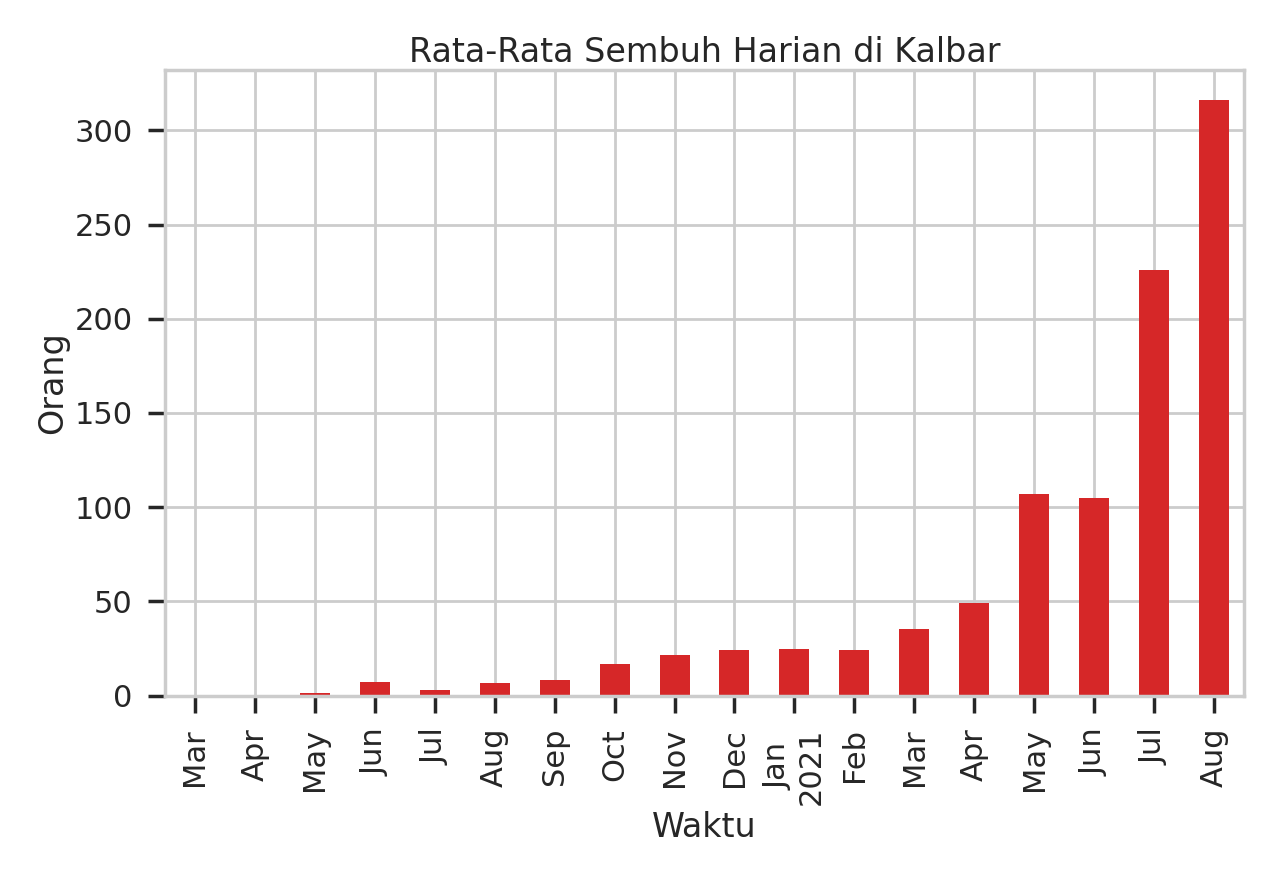 Rata-Rata Sembuh Harian di Kalbar
Orang
300
250
200
150
100
50
0
Mar
Apr
May
Jun
Jul
Aug
Sep
Oct
Nov
Dec
Jan
2021
Feb
Mar
Apr
May
Jun
Jul
Aug
Waktu